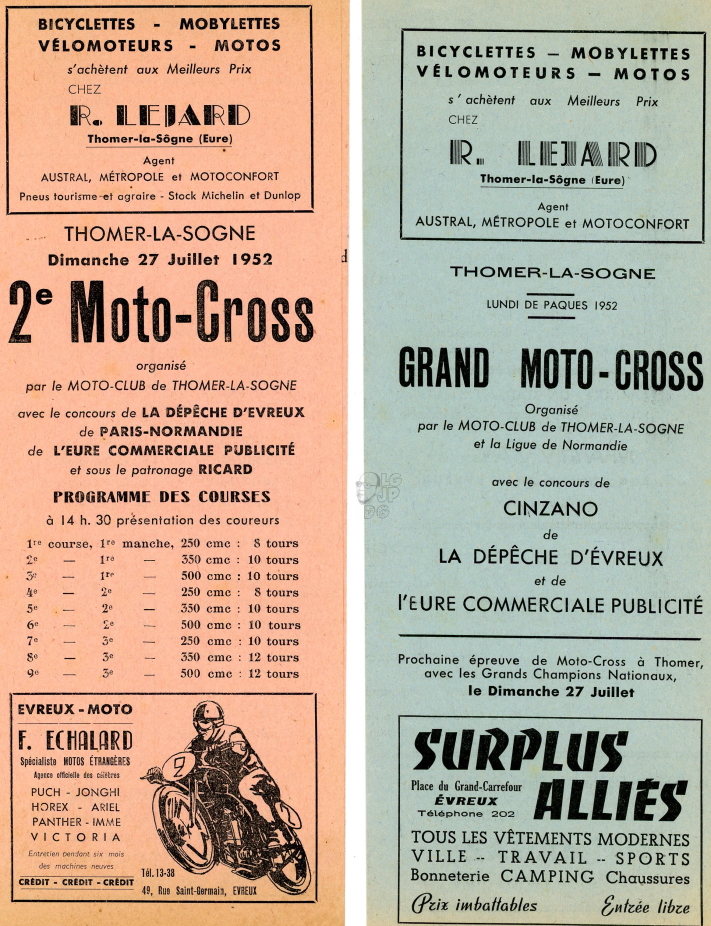 BICYCLETTES - MOBYLETTES
VÉLOMOTEURS - MOTOS
s'achètent aux Meilleurs Prix
CHEZ
R. LEJARD
Thomer-la-Sôgne (Eure)
Agent
AUSTRAL, MÉTROPOLE et MOTOCONFORT
Pneus tourisme et agraire - Stock Michelin et Dunlop
THOMER-LA-SOGNE
Dimanche 27 Juillet 1952
2e Moto-Cross
organisé
par le MOTO-CLUB de THOMER-LA-SOGNE
avec le concours de LA DÉPÊCHE D'EVREUX
de PARIS-NORMANDIE
de L'EURE COMMERCIALE PUBLICITÉ
et sous le patronage RICARD
PROGRAMME DES COURSES
à 14 h. 30 présentation des coureurs
1re course, 1re manche, 250 cmc : 8 tours
2e — 1re — 350 cmc : 10 tours
3e — 1re — 500 cmc : 10 tours
4e — 2e — 250 cmc : 8 tours
5e — 2e — 350 cmc : 10 tours
6e — 2e — 500 cmc : 10 tours
7e — 3e — 250 cmc : 10 tours
8e — 3e — 350 cmc : 12 tours
9e — 3e — 500 cmc : 12 tours
EVREUX - MOTO
F. ECHALARD
Spécialiste MOTOS ÉTRANGÈRES
Agence officielle des célèbres
PUCH - JONGHI
HOREX - ARIEL
PANTHER - IMME
VICTORIA
Entretien pendant six mois
des machines neuves
CRÉDIT - CRÉDIT - CRÉDIT
2
Tél. 13-38
49, Rue Saint-Germain, EVREUX
d
LG
JP
DG
BICYCLETTES — MOBYLETTES
VÉLOMOTEURS — MOTOS
s'achètent aux Meilleurs Prix
CHEZ
R. LEJARD
Thomer-la-Sôgne (Eure)
Agent
AUSTRAL, MÉTROPOLE et MOTOCONFORT
THOMER-LA-SOGNE
LUNDI DE PAQUES 1952
GRAND MOTO-CROSS
Organisé
par le MOTO-CLUB de THOMER-LA-SOGNE
et la Ligue de Normandie
avec le concours de
CINZANO
de
LA DÉPÊCHE D'ÉVREUX
et de
l'EURE COMMERCIALE PUBLICITÉ
Prochaine épreuve de Moto-Cross à Thomer,
avec les Grands Champions Nationaux,
le Dimanche 27 Juillet
SURPLUS
ALLIÉS
Place du Grand-Carrefour
ÉVREUX
Téléphone 202
TOUS LES VÊTEMENTS MODERNES
VILLE -- TRAVAIL -- SPORTS
Bonneterie CAMPING Chaussures
Prix imbattables Entrée libre